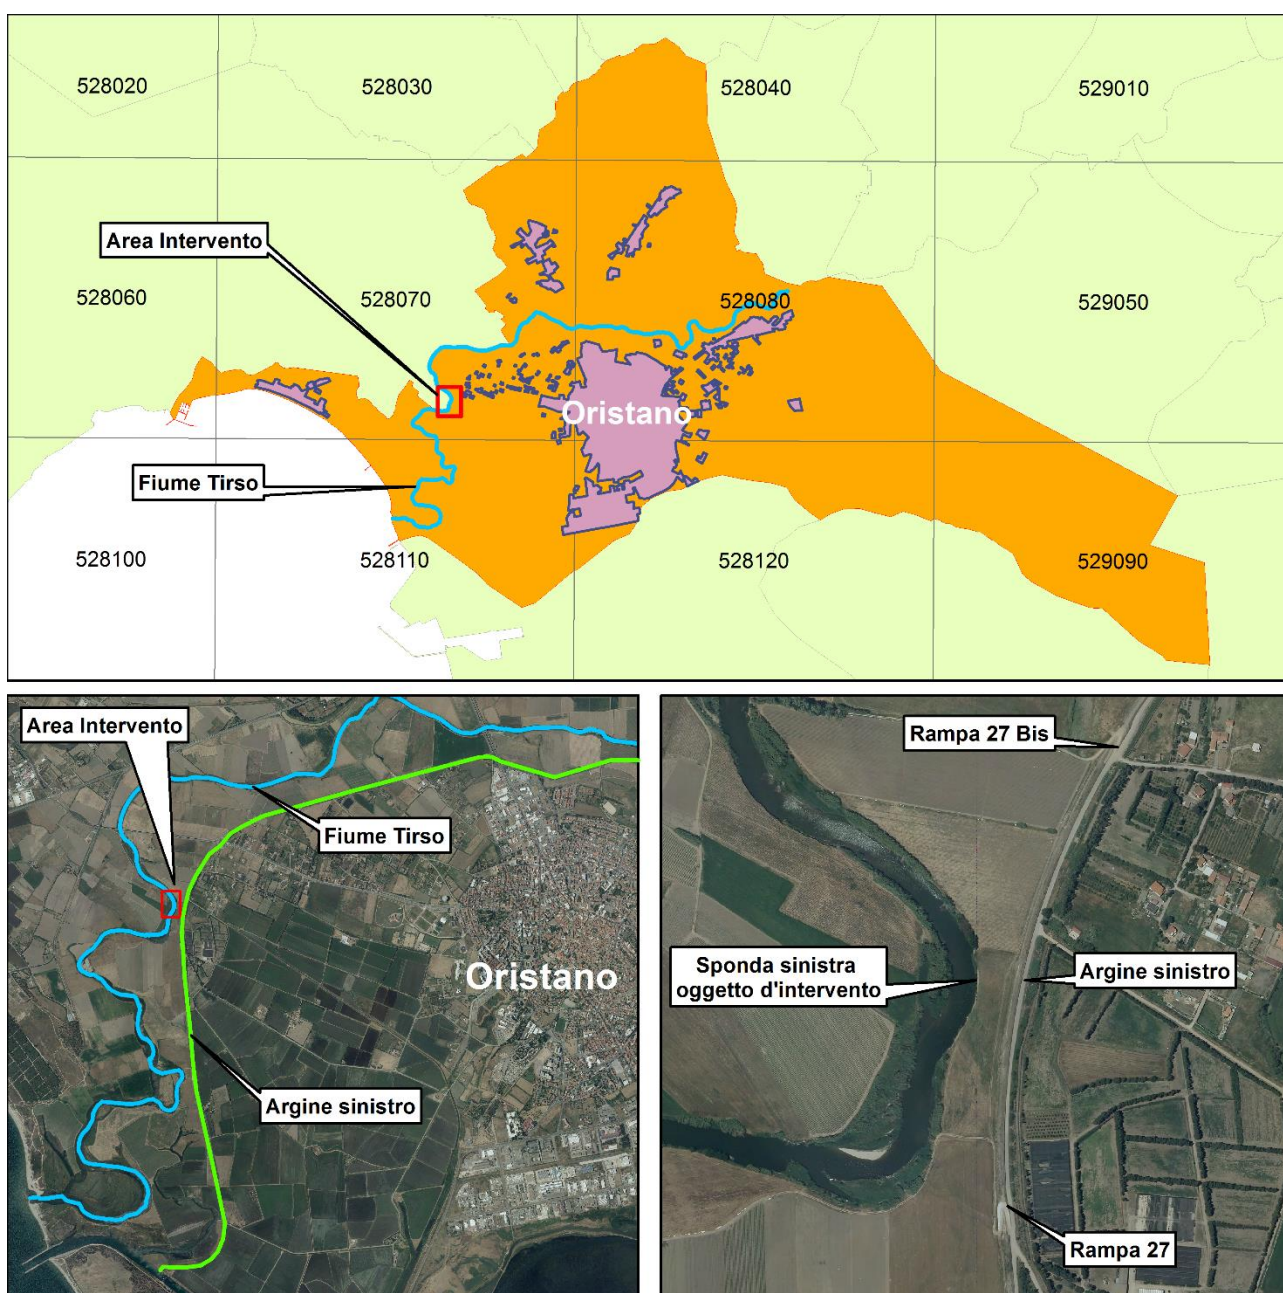 528020
528030
528040
529010
Area Intervento
528060
528070
528080
529050
Oristano
Fiume Tirso
528100
528110
528120
529090
Area Intervento
Fiume Tirso
Oristano
Argine sinistro
Rampa 27 Bis
Sponda sinistra
oggetto d'intervento
Argine sinistro
Rampa 27